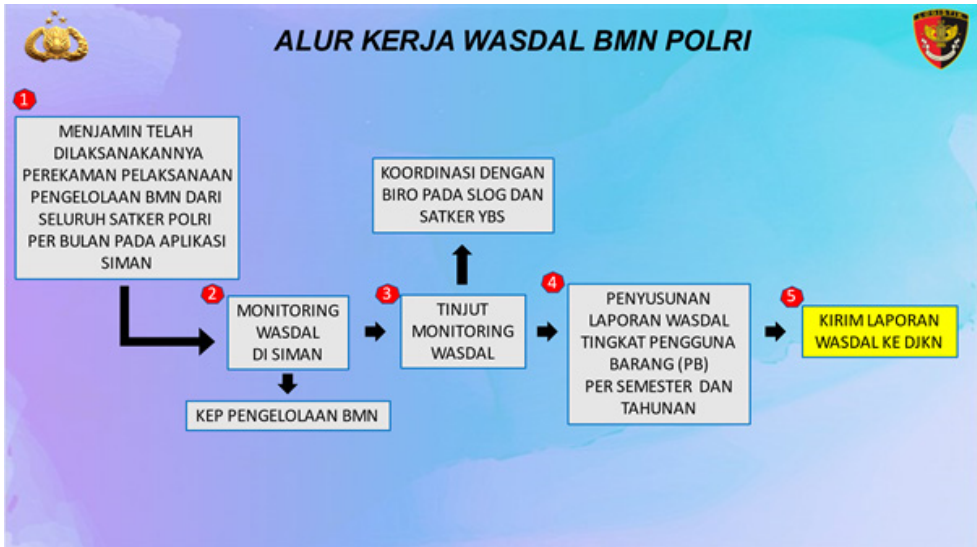 ALUR KERJA WASDAL BMN POLRI
LOGISTIK
1
MENJAMIN TELAH
DILAKSANAKANNYA
PEREKAMAN PELAKSANAAN
PENGELOLAAN BMN DARI
SELURUH SATKER POLRI
PER BULAN PADA APLIKASI
SIMAN
2
MONITORING
WASDAL
DI SIMAN
KEP PENGELOLAAN BMN
3
TINJUT
MONITORING
WASDAL
KOORDINASI DENGAN
BIRO PADA SLOG DAN
SATKER YBS
4
PENYUSUNAN
LAPORAN WASDAL
TINGKAT PENGGUNA
BARANG (PB)
PER SEMESTER DAN
TAHUNAN
5
KIRIM LAPORAN
WASDAL KE DJKN